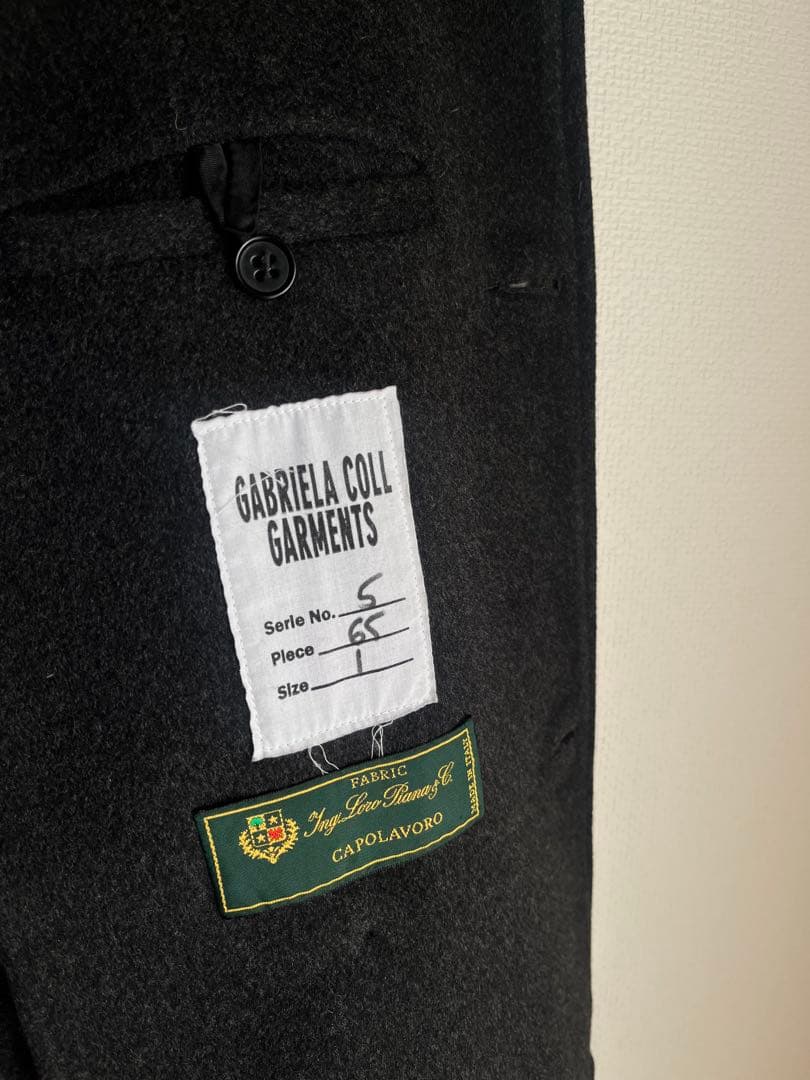 GABRIELA COLL
GARMENTS
Serie No. 5
Piece 65
Size 1
FABRIC
Ing. Loro Piana & C.
CAPOLAVORO
MADE IN ITALY